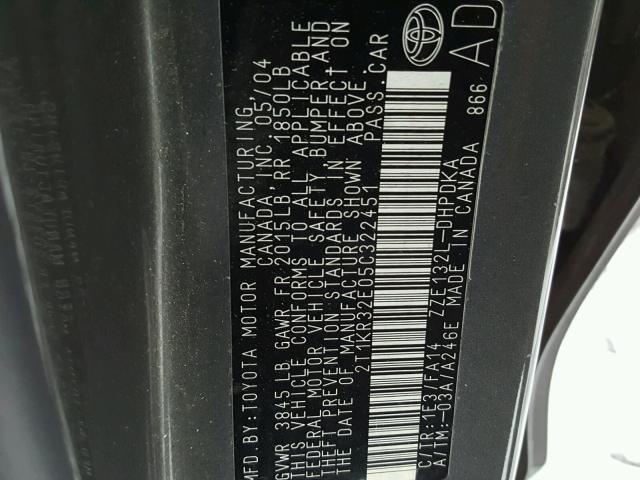 MFD.BY:TOYOTA MOTOR MANUFACTURING
CANADA, INC. 05/04
GVWR 3845LB GAWR FR 2015LB RR 1850LB
THIS VEHICLE CONFORMS TO ALL APPLICABLE
FEDERAL MOTOR VEHICLE SAFETY, BUMPER, AND
THEFT PREVENTION STANDARDS IN EFFECT ON
THE DATE OF MANUFACTURE SHOWN ABOVE.
2T1KR32E05C322451 PASS.CAR
C/TR:1E3/FA14 ZZE132L-DHPDKA
A/TM:-03A/A246E MADE IN CANADA 866
AD